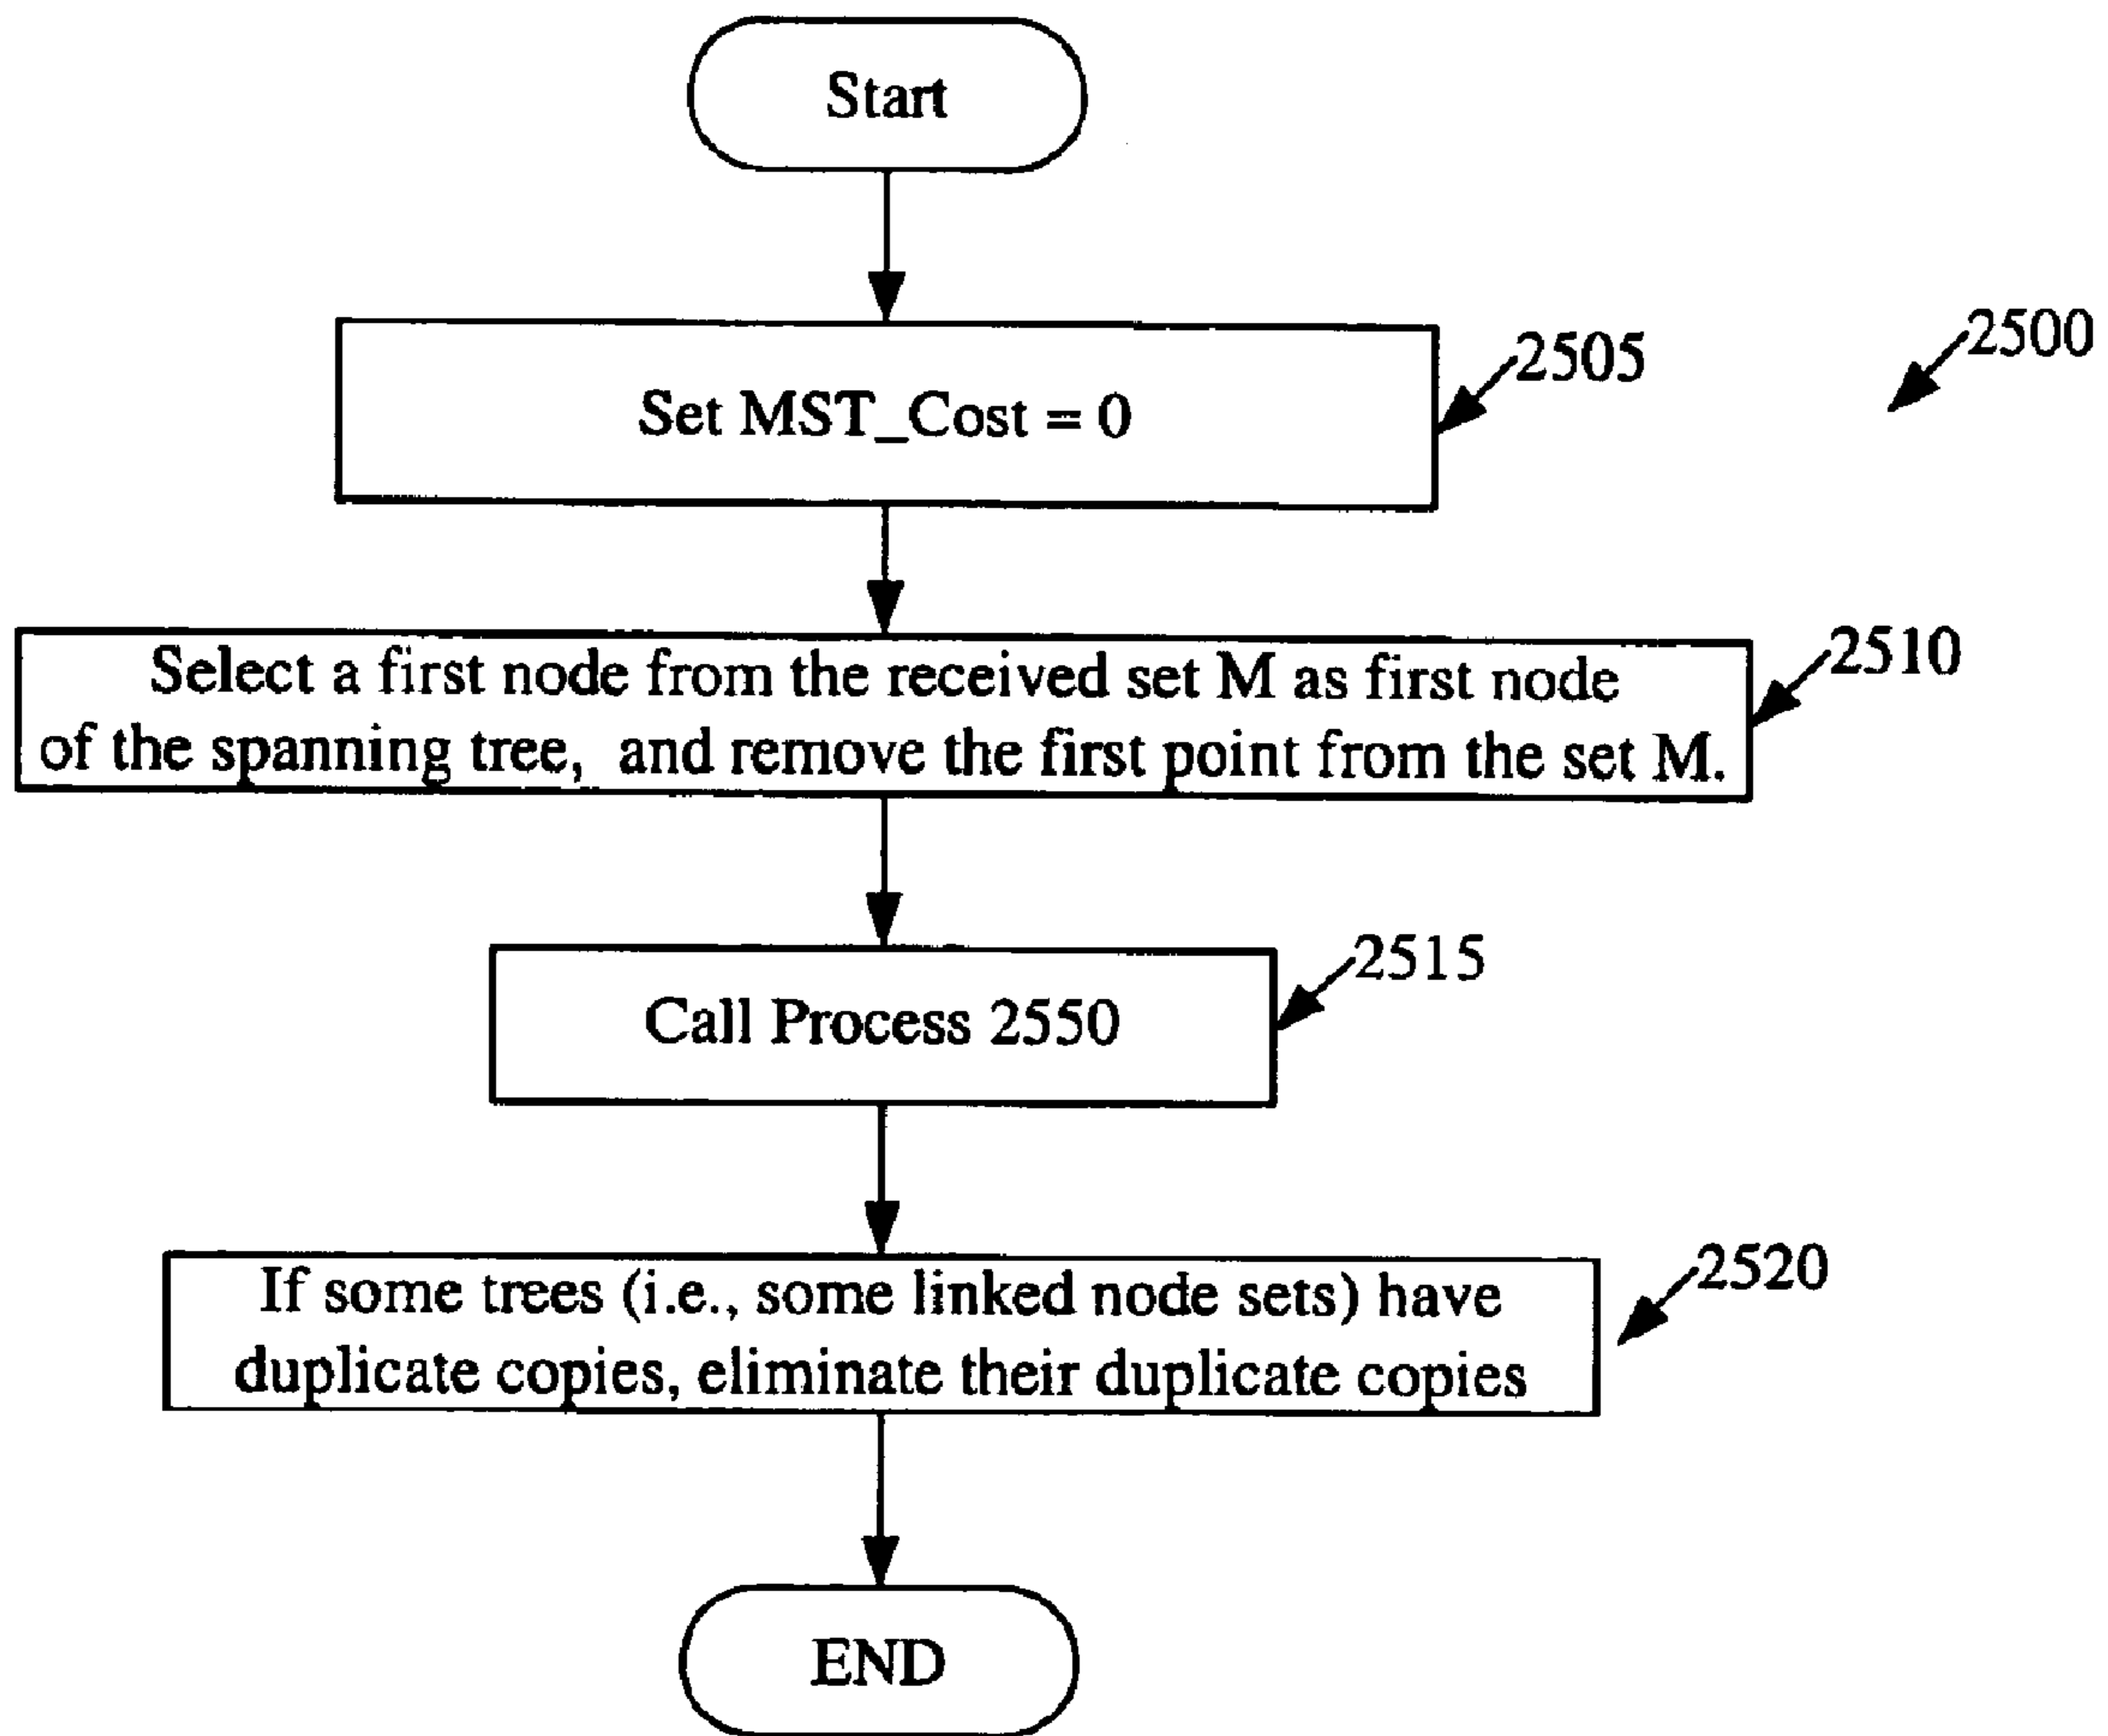 Start
2500
2505
Set MST_Cost = 0
2510
Select a first node from the received set M as first node
of the spanning tree, and remove the first point from the set M.
2515
Call Process 2550
2520
If some trees (i.e., some linked node sets) have
duplicate copies, eliminate their duplicate copies
END